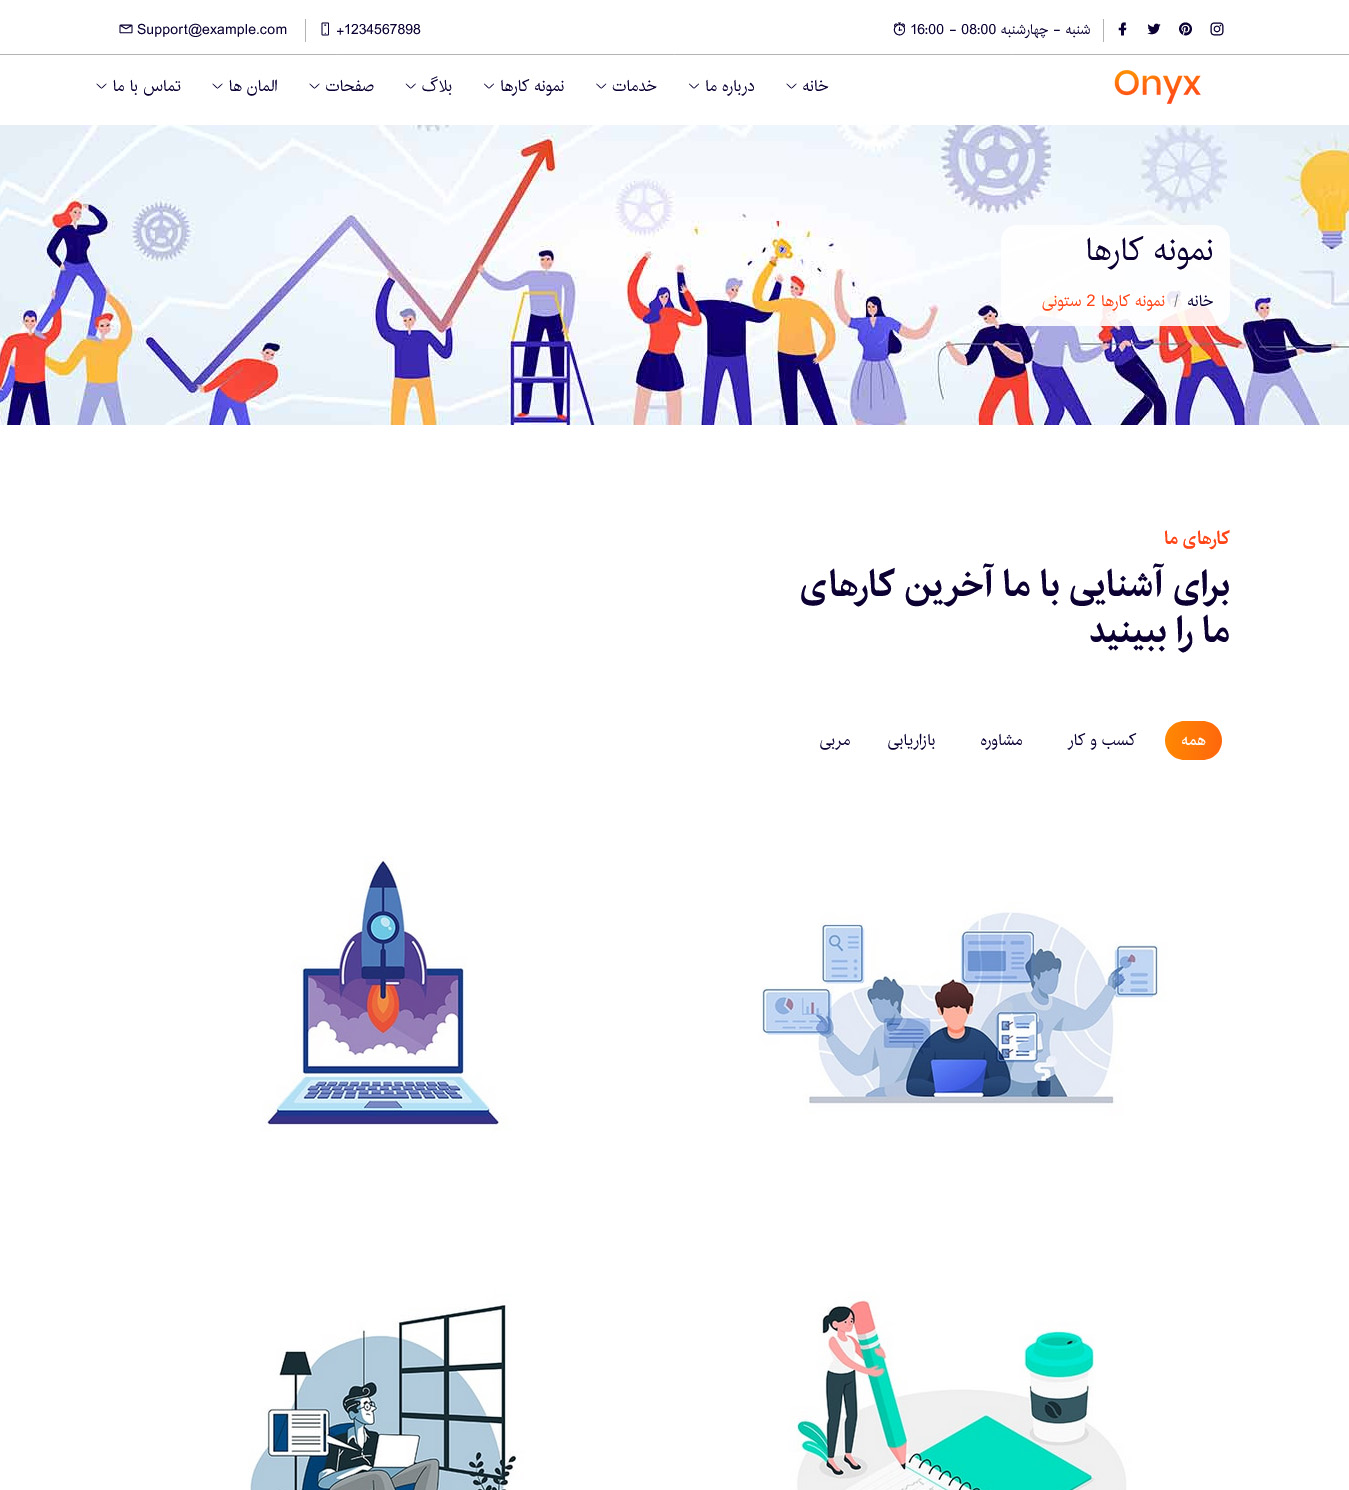 شنبه - چهارشنبه 08:00 - 16:00
+1234567898
Support@example.com
Onyx
خانه
درباره ما
خدمات
نمونه کارها
بلاگ
صفحات
المان ها
تماس با ما
نمونه کارها
خانه / نمونه کارها 2 ستونی
کارهای ما
برای آشنایی با ما آخرین کارهای
ما را ببینید
همه
کسب و کار
مشاوره
بازاریابی
مربی